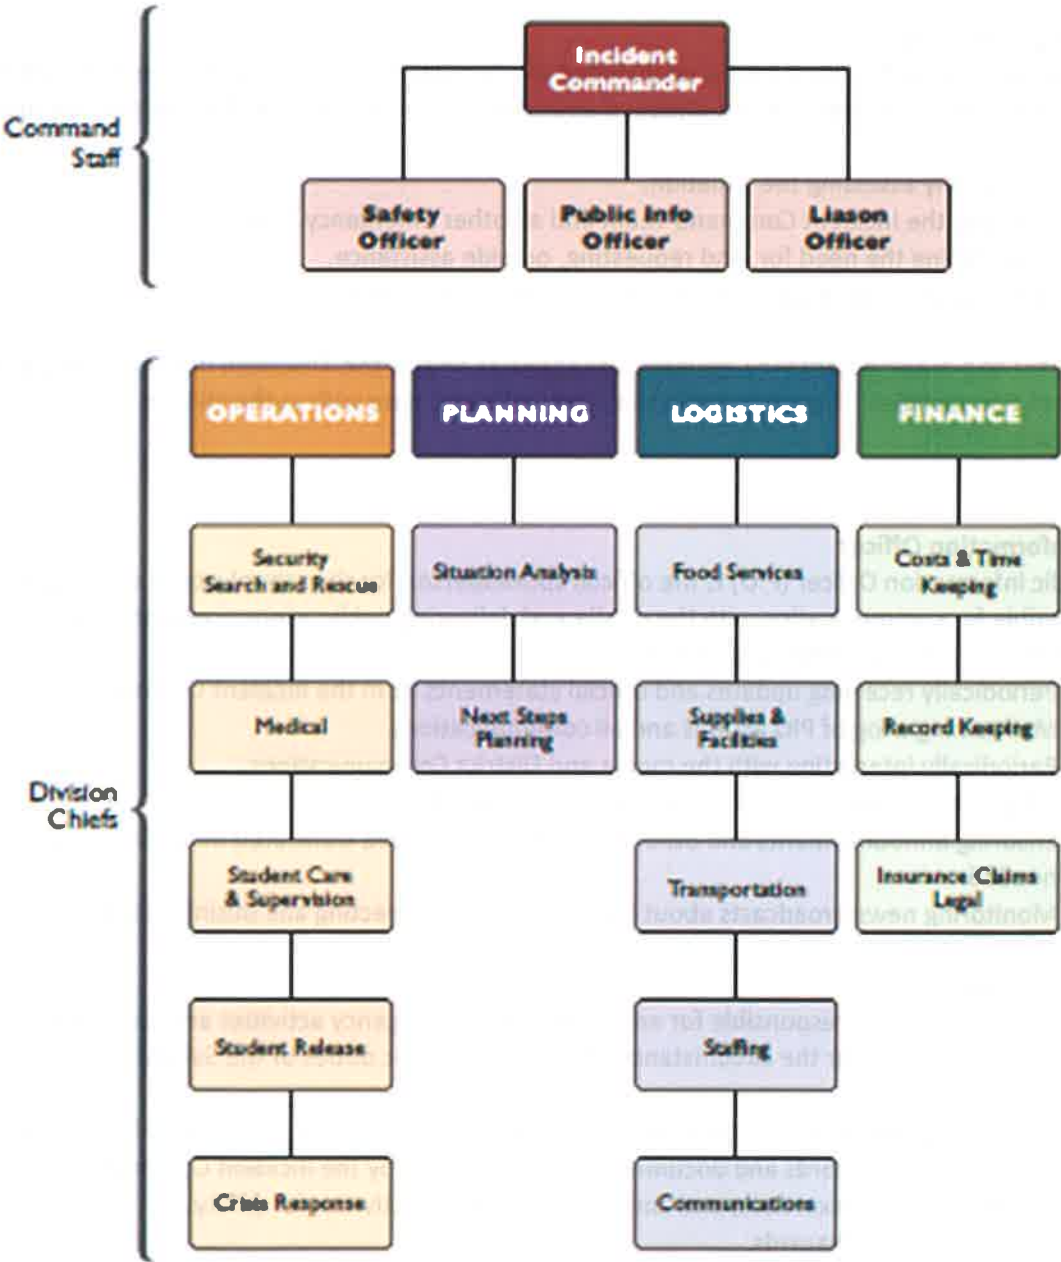 Command
Staff
Incident
Commander
Safety
Officer
Public Info
Officer
Liason
Officer
Division
Chiefs
OPERATIONS
Security
Search and Rescue
Medical
Student Care
& Supervision
Student Release
Crisis Response
PLANNING
Situation Analysis
Next Steps
Planning
LOGISTICS
Food Services
Supplies &
Facilities
Transportation
Staffing
Communications
FINANCE
Costs & Time
Keeping
Record Keeping
Insurance Claims
Legal